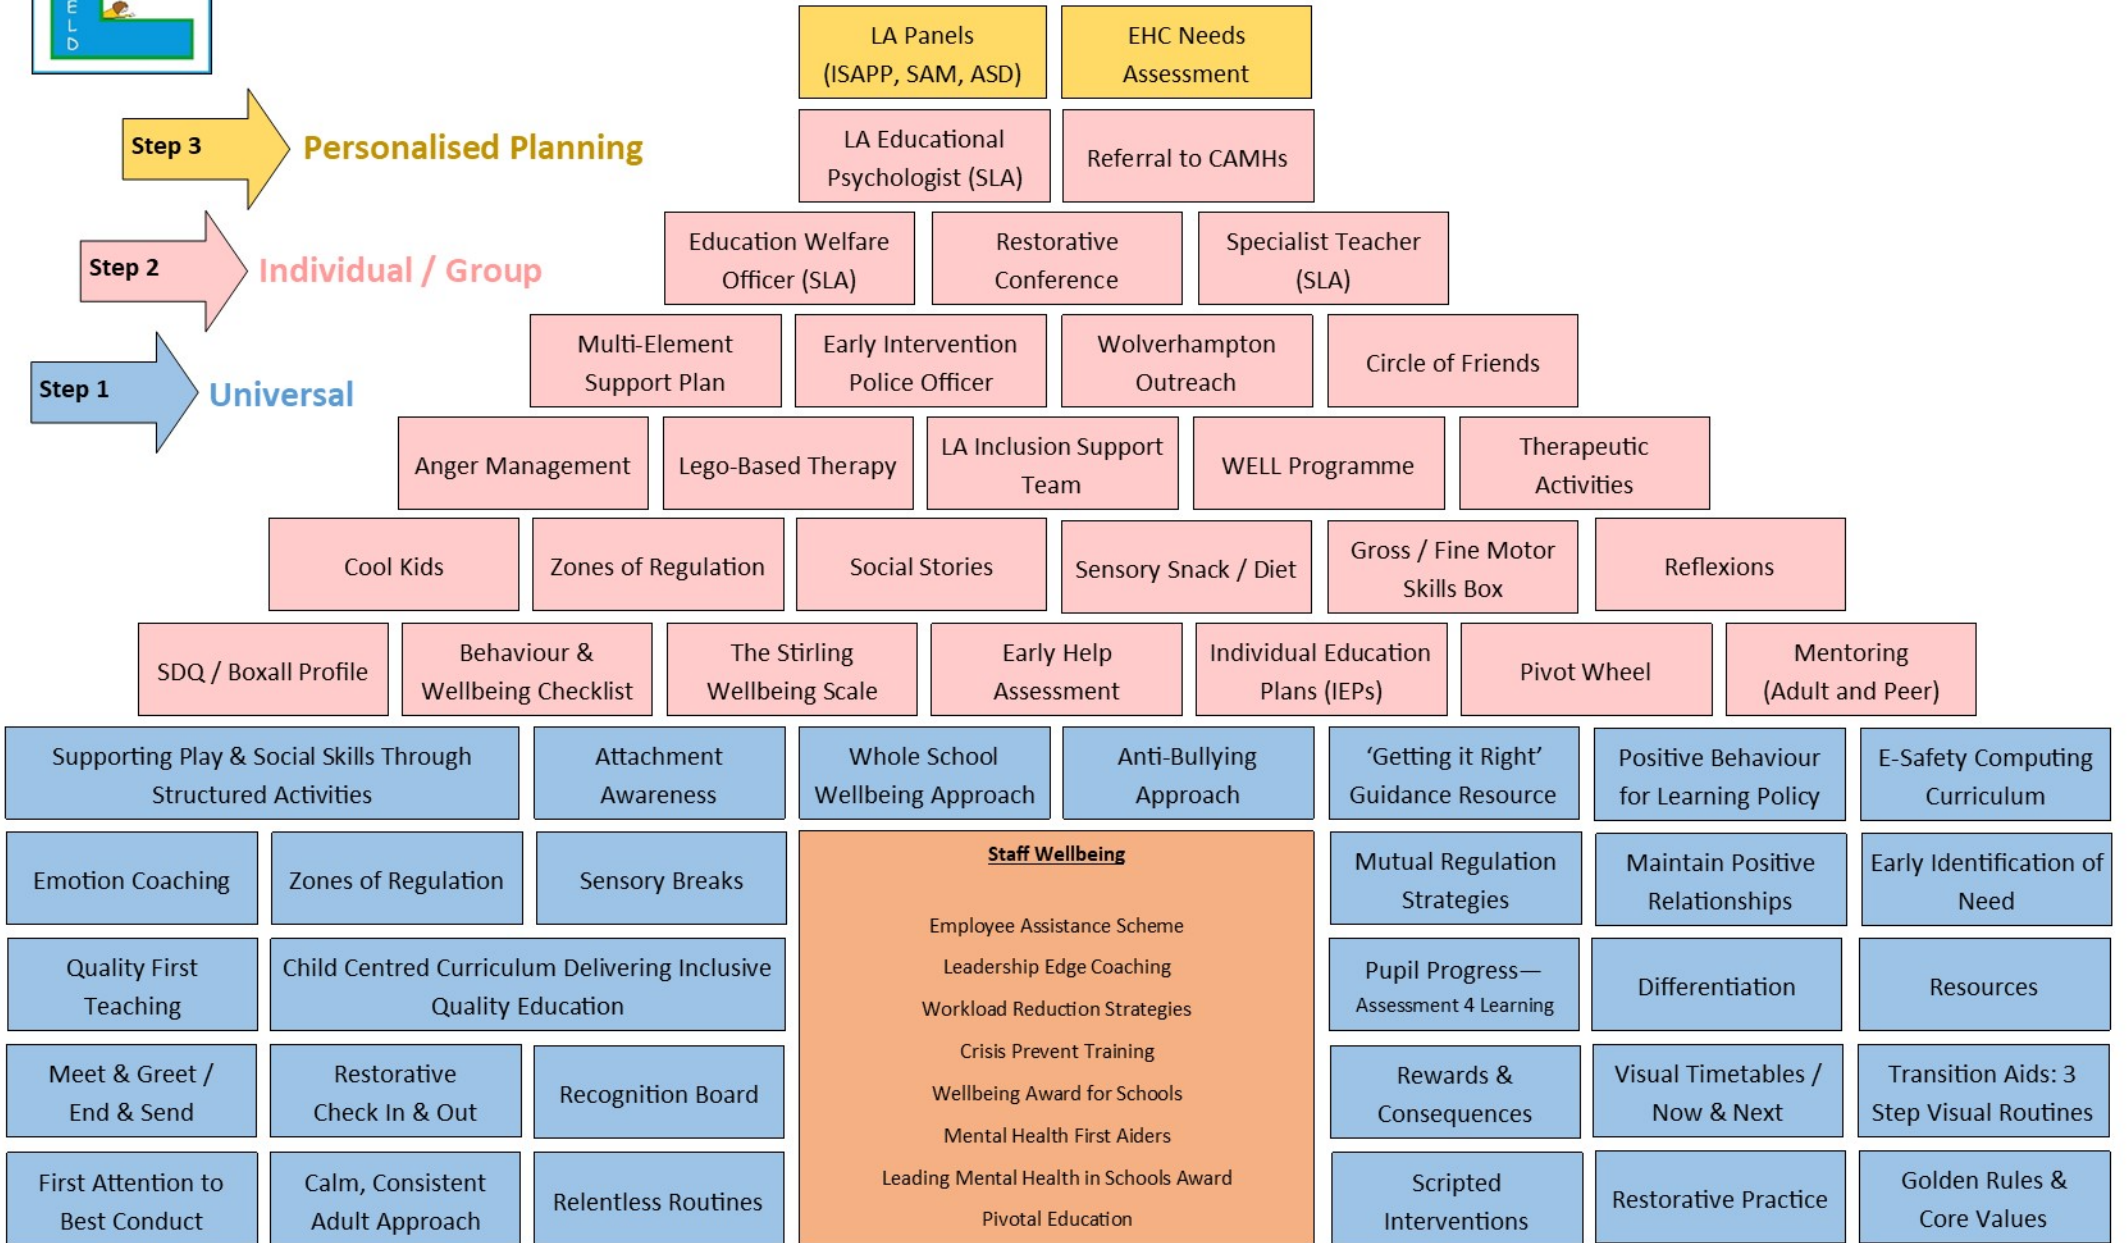 E
L
D
LA Panels
(ISAPP, SAM, ASD)
EHC Needs
Assessment
Step 3
Personalised Planning
LA Educational
Psychologist (SLA)
Referral to CAMHs
Step 2
Individual / Group
Education Welfare
Officer (SLA)
Restorative
Conference
Specialist Teacher
(SLA)
Step 1
Universal
Multi-Element
Support Plan
Early Intervention
Police Officer
Wolverhampton
Outreach
Circle of Friends
Anger Management
Lego-Based Therapy
LA Inclusion Support
Team
WELL Programme
Therapeutic
Activities
Cool Kids
Zones of Regulation
Social Stories
Sensory Snack / Diet
Gross / Fine Motor
Skills Box
Reflexions
SDQ / Boxall Profile
Behaviour &
Wellbeing Checklist
The Stirling
Wellbeing Scale
Early Help
Assessment
Individual Education
Plans (IEPs)
Pivot Wheel
Mentoring
(Adult and Peer)
Supporting Play & Social Skills Through
Structured Activities
Attachment
Awareness
Whole School
Wellbeing Approach
Anti-Bullying
Approach
‘Getting it Right’
Guidance Resource
Positive Behaviour
for Learning Policy
E-Safety Computing
Curriculum
Emotion Coaching
Zones of Regulation
Sensory Breaks
Staff Wellbeing
Employee Assistance Scheme
Leadership Edge Coaching
Workload Reduction Strategies
Crisis Prevent Training
Wellbeing Award for Schools
Mental Health First Aiders
Leading Mental Health in Schools Award
Pivotal Education
Mutual Regulation
Strategies
Maintain Positive
Relationships
Early Identification of
Need
Quality First
Teaching
Child Centred Curriculum Delivering Inclusive
Quality Education
Pupil Progress—
Assessment 4 Learning
Differentiation
Resources
Meet & Greet /
End & Send
Restorative
Check In & Out
Recognition Board
Rewards &
Consequences
Visual Timetables /
Now & Next
Transition Aids: 3
Step Visual Routines
First Attention to
Best Conduct
Calm, Consistent
Adult Approach
Relentless Routines
Scripted
Interventions
Restorative Practice
Golden Rules &
Core Values